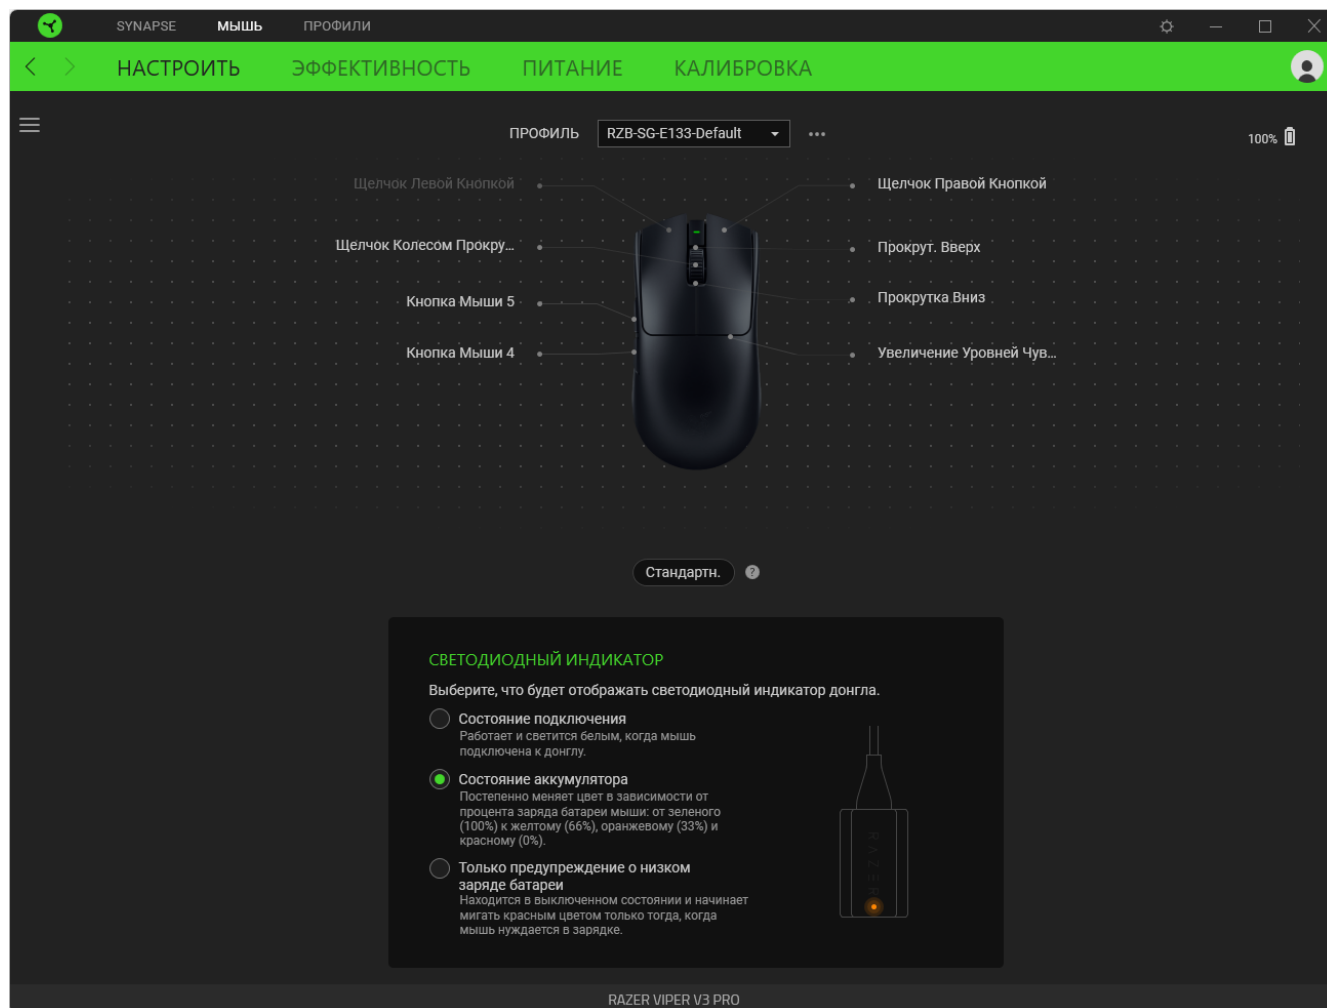 SYNAPSE МЫШЬ ПРОФИЛИ
НАСТРОИТЬ ЭФФЕКТИВНОСТЬ ПИТАНИЕ КАЛИБРОВКА
ПРОФИЛЬ RZB-SG-E133-Default
100%
Щелчок Левой Кнопкой
Щелчок Правой Кнопкой
Щелчок Колесом Прокру...
Прокрут. Вверх
Кнопка Мыши 5
Прокрутка Вниз
Кнопка Мыши 4
Увеличение Уровней Чув...
Стандартн. ?
СВЕТОДИОДНЫЙ ИНДИКАТОР
Выберите, что будет отображать светодиодный индикатор донгла.
Состояние подключения
Работает и светится белым, когда мышь
подключена к донглу.
Состояние аккумулятора
Постепенно меняет цвет в зависимости от
процента заряда батареи мыши: от зеленого
(100%) к желтому (66%), оранжевому (33%) и
красному (0%).
Только предупреждение о низком
заряде батареи
Находится в выключенном состоянии и начинает
мигать красным цветом только тогда, когда
мышь нуждается в зарядке.
RAZER
RAZER VIPER V3 PRO